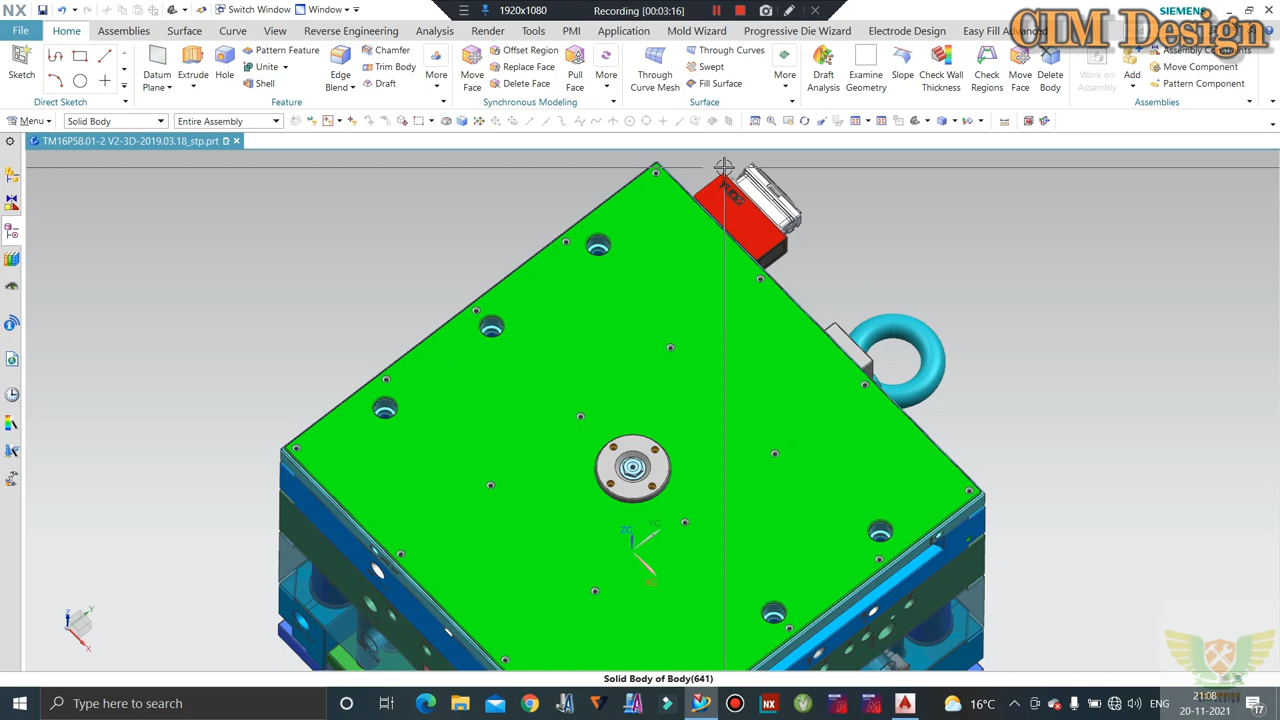 NX
Switch Window
Window
1920x1080
Recording [00:03:16]
SIEMENS
CIM Design
File
Home
Assemblies
Surface
Curve
View
Reverse Engineering
Analysis
Render
Tools
PMI
Application
Mold Wizard
Progressive Die Wizard
Electrode Design
Easy Fill Advanced
Sketch
Direct Sketch
Datum Plane
Extrude
Hole
Pattern Feature
Unite
Shell
Edge Blend
Chamfer
Trim Body
Draft
More
Feature
Move Face
Offset Region
Replace Face
Delete Face
Pull Face
More
Synchronous Modeling
Through Curve Mesh
Through Curves
Swept
Fill Surface
More
Surface
Draft Analysis
Examine Geometry
Slope
Check Wall Thickness
Check Regions
Move Face
Delete Body
Work on Assembly
Add
Assembly Constraints
Move Component
Pattern Component
Assemblies
Menu
Solid Body
Entire Assembly
TM16P58.01-2 V2-3D-2019.03.18_stp.prt
YUDO
ZC
YC
Z
Y
X
Solid Body of Body(641)
Type here to search
16°C
ENG
21:08
20-11-2021
17